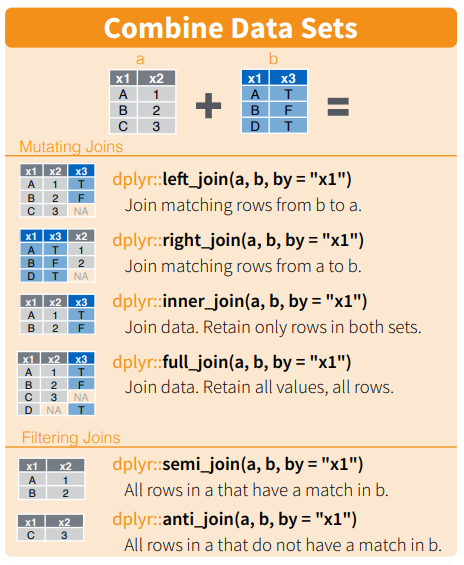 Combine Data Sets
a b
x1 x2 x1 x3
A 1 A T
B 2 B F
C 3 D T
+ =
Mutating Joins
x1 x2 x3
A 1 T
B 2 F
C 3 NA
dplyr::left_join(a, b, by = "x1")
Join matching rows from b to a.
x1 x3 x2
A T 1
B F 2
D T NA
dplyr::right_join(a, b, by = "x1")
Join matching rows from a to b.
x1 x2 x3
A 1 T
B 2 F
dplyr::inner_join(a, b, by = "x1")
Join data. Retain only rows in both sets.
x1 x2 x3
A 1 T
B 2 F
C 3 NA
D NA T
dplyr::full_join(a, b, by = "x1")
Join data. Retain all values, all rows.
Filtering Joins
x1 x2
A 1
B 2
dplyr::semi_join(a, b, by = "x1")
All rows in a that have a match in b.
x1 x2
C 3
dplyr::anti_join(a, b, by = "x1")
All rows in a that do not have a match in b.